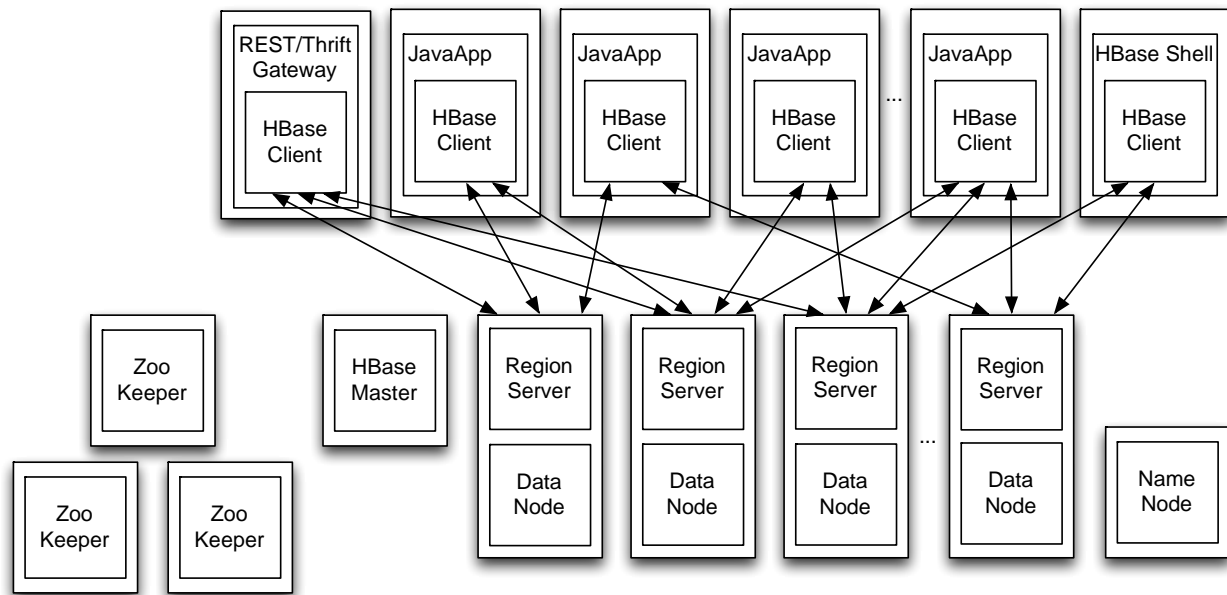 REST/Thrift
Gateway
HBase
Client
JavaApp
HBase
Client
JavaApp
HBase
Client
JavaApp
HBase
Client
...
JavaApp
HBase
Client
HBase Shell
HBase
Client
Zoo
Keeper
HBase
Master
Region
Server
Region
Server
Region
Server
Region
Server
Zoo
Keeper
Zoo
Keeper
Data
Node
Data
Node
Data
Node
...
Data
Node
Name
Node